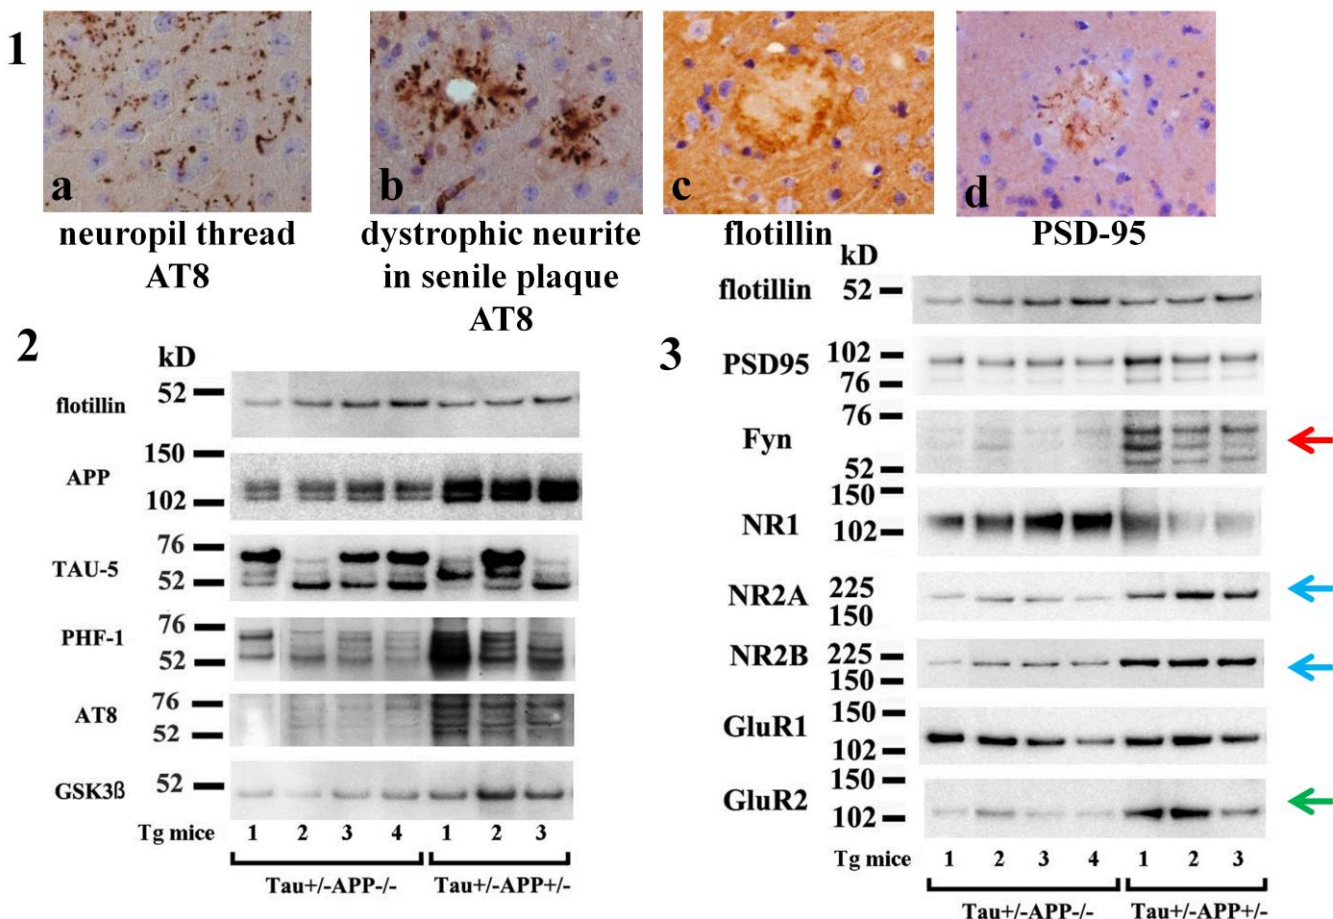 1
a
b
c
d
neuropil thread
AT8
dystrophic neurite
in senile plaque
AT8
flotillin
PSD-95
2
kD
flotillin
52
APP
150
102
TAU-5
76
52
PHF-1
76
52
AT8
76
52
GSK3ß
52
Tg mice 1 2 3 4 1 2 3
Tau+/-APP-/- Tau+/-APP+/-
3
kD
flotillin
52
PSD95
102
76
Fyn
76
52
NR1
150
102
NR2A
225
150
NR2B
225
150
GluR1
150
102
GluR2
150
102
Tg mice 1 2 3 4 1 2 3
Tau+/-APP-/- Tau+/-APP+/-